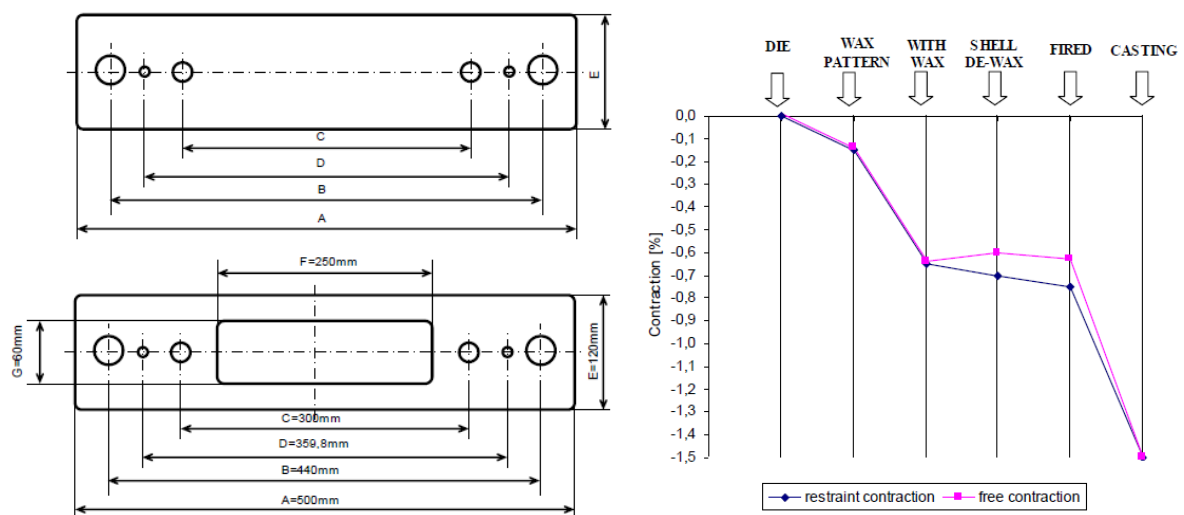 E
C
D
B
A
F=250mm
G=60mm
E=120mm
C=300mm
D=359,8mm
B=440mm
A=500mm
DIE
WAX
PATTERN
WITH
WAX
SHELL
DE-WAX
FIRED
CASTING
0,0
-0,1
-0,2
-0,3
-0,4
-0,5
-0,6
-0,7
-0,8
-0,9
-1,0
-1,1
-1,2
-1,3
-1,4
-1,5
Contraction [%]
restraint contraction
free contraction